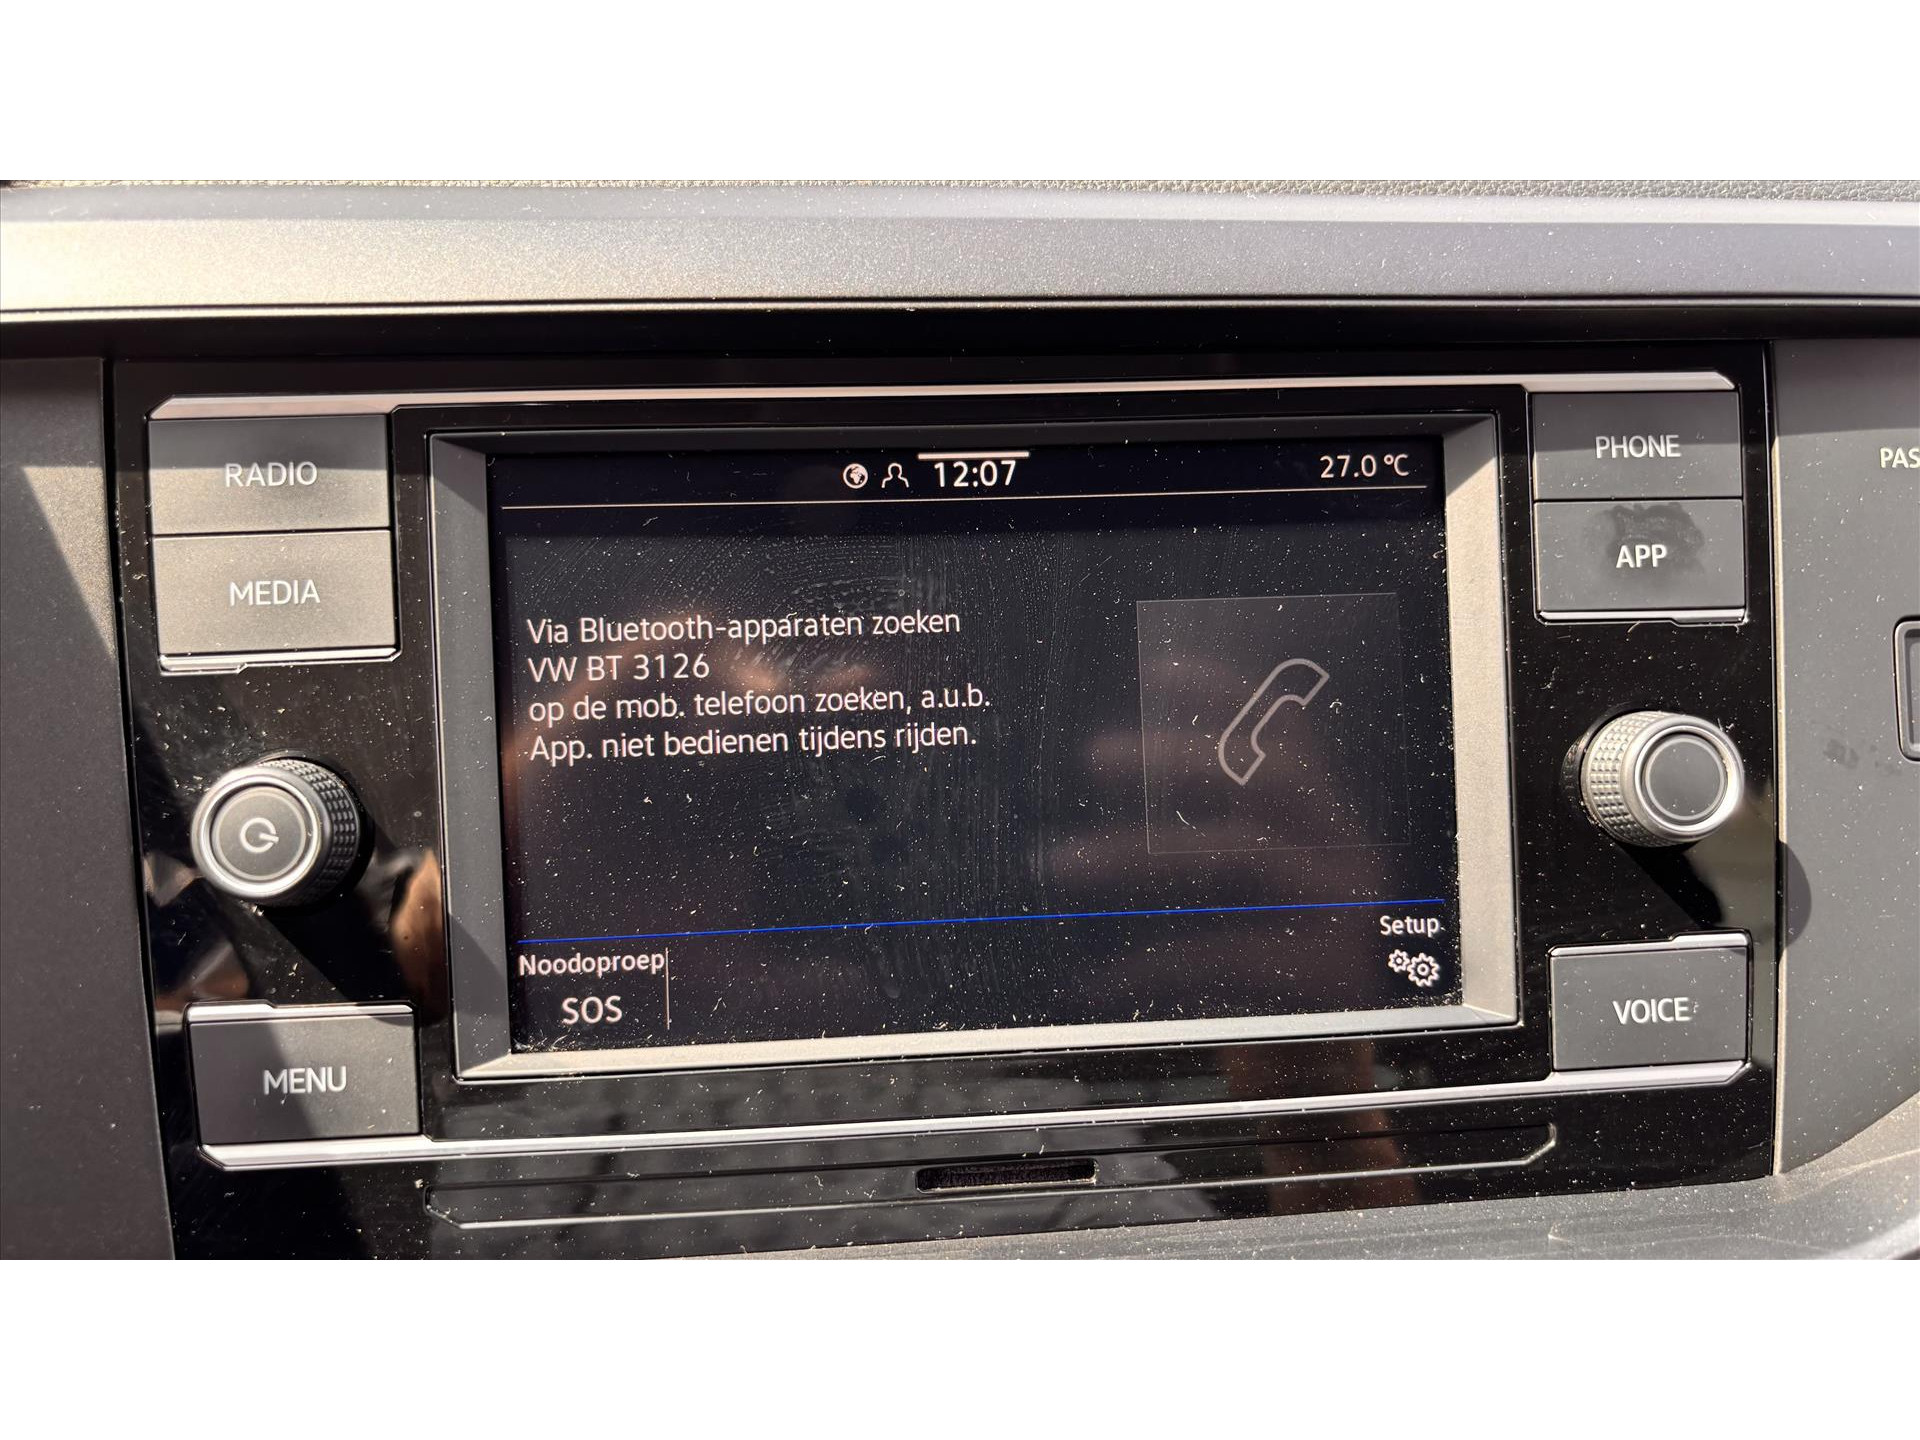 RADIO
MEDIA
MENU
12:07
27.0 °C
Via Bluetooth-apparaten zoeken
VW BT 3126
op de mob. telefoon zoeken, a.u.b.
App. niet bedienen tijdens rijden.
Noodoproep
SOS
Setup
PHONE
APP
VOICE
PAS